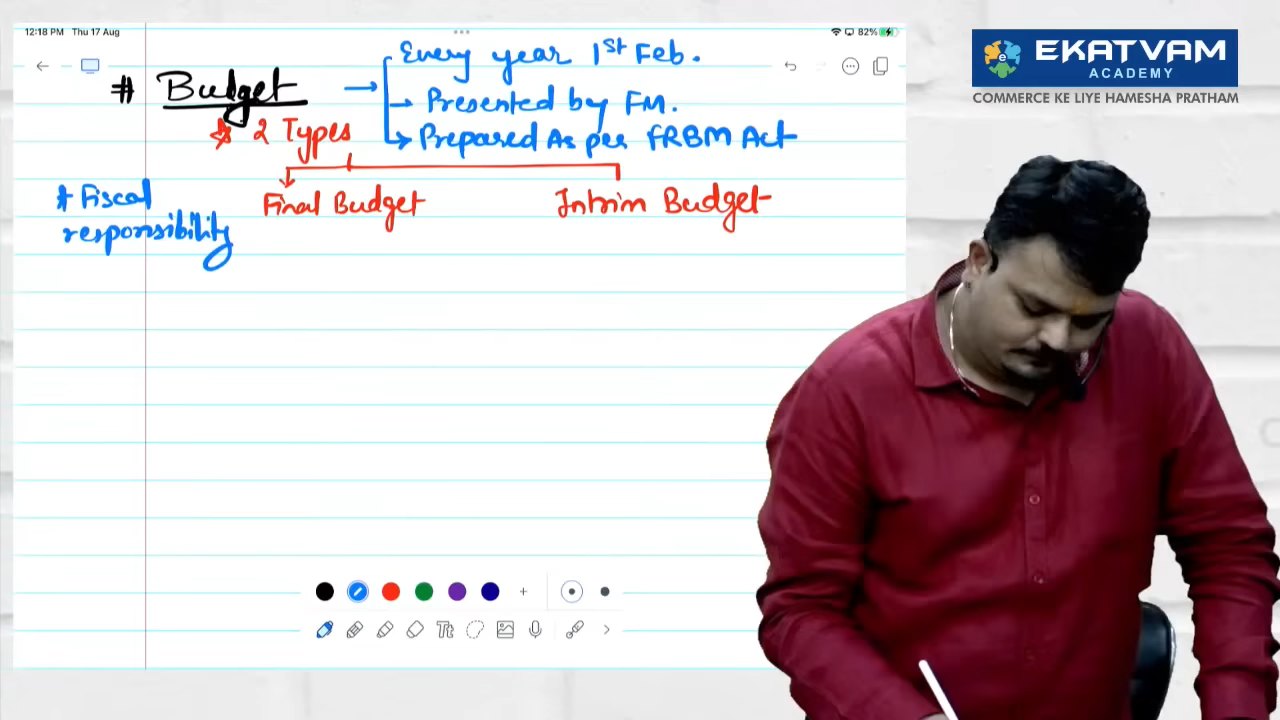 12:18 PM Thu 17 Aug
82%
EKATVAM
ACADEMY
COMMERCE KE LIYE HAMESHA PRATHAM
# Budget
Every year 1st Feb.
Presented by FM.
Prepared As per FRBM Act
2 Types
Final Budget
Intrim Budget
* Fiscal
responsibility
Tt